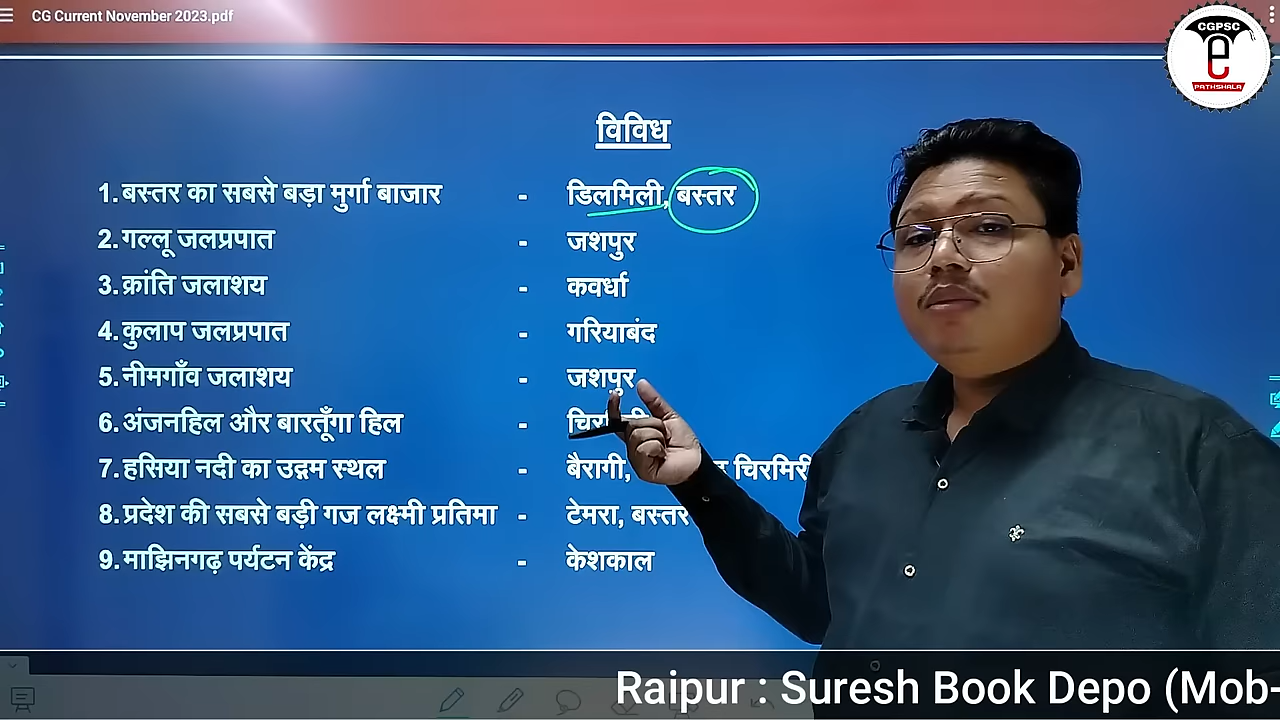 CG Current November 2023.pdf
CGPSC
e
PATHSHALA
विविध
1. बस्तर का सबसे बड़ा मुर्गा बाजार - डिलमिली, बस्तर
2. गल्लू जलप्रपात - जशपुर
3. क्रांति जलाशय - कवर्धा
4. कुलाप जलप्रपात - गरियाबंद
5. नीमगाँव जलाशय - जशपुर
6. अंजनहिल और बारतूँगा हिल -
7. हसिया नदी का उद्गम स्थल - बैरागी, चिरमिरी
8. प्रदेश की सबसे बड़ी गज लक्ष्मी प्रतिमा - टेमरा, बस्तर
9. माझिनगढ़ पर्यटन केंद्र - केशकाल
Raipur : Suresh Book Depo (Mob-